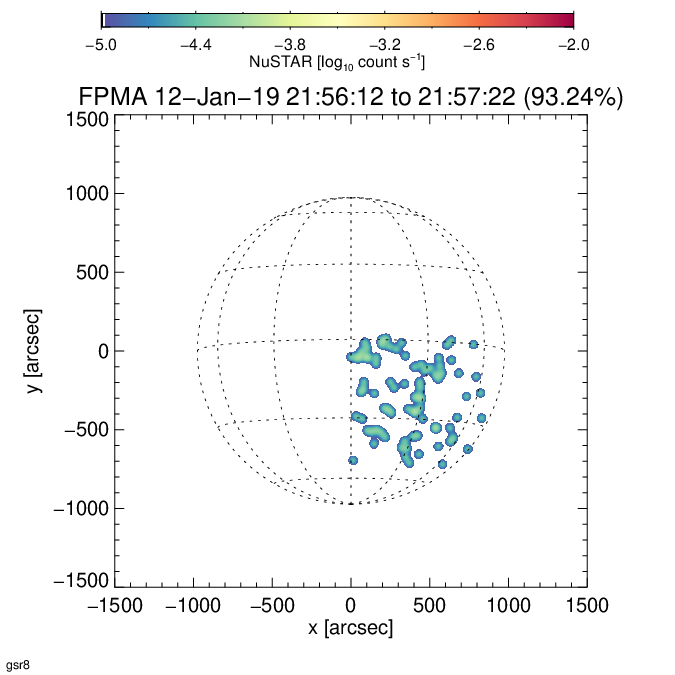 −5.0 −4.4 −3.8 −3.2 −2.6 −2.0
NuSTAR [log10 count s−1]
FPMA 12−Jan−19 21:56:12 to 21:57:22 (93.24%)
1500
1000
500
0
−500
−1000
−1500
y [arcsec]
−1500 −1000 −500 0 500 1000 1500
x [arcsec]
gsr8